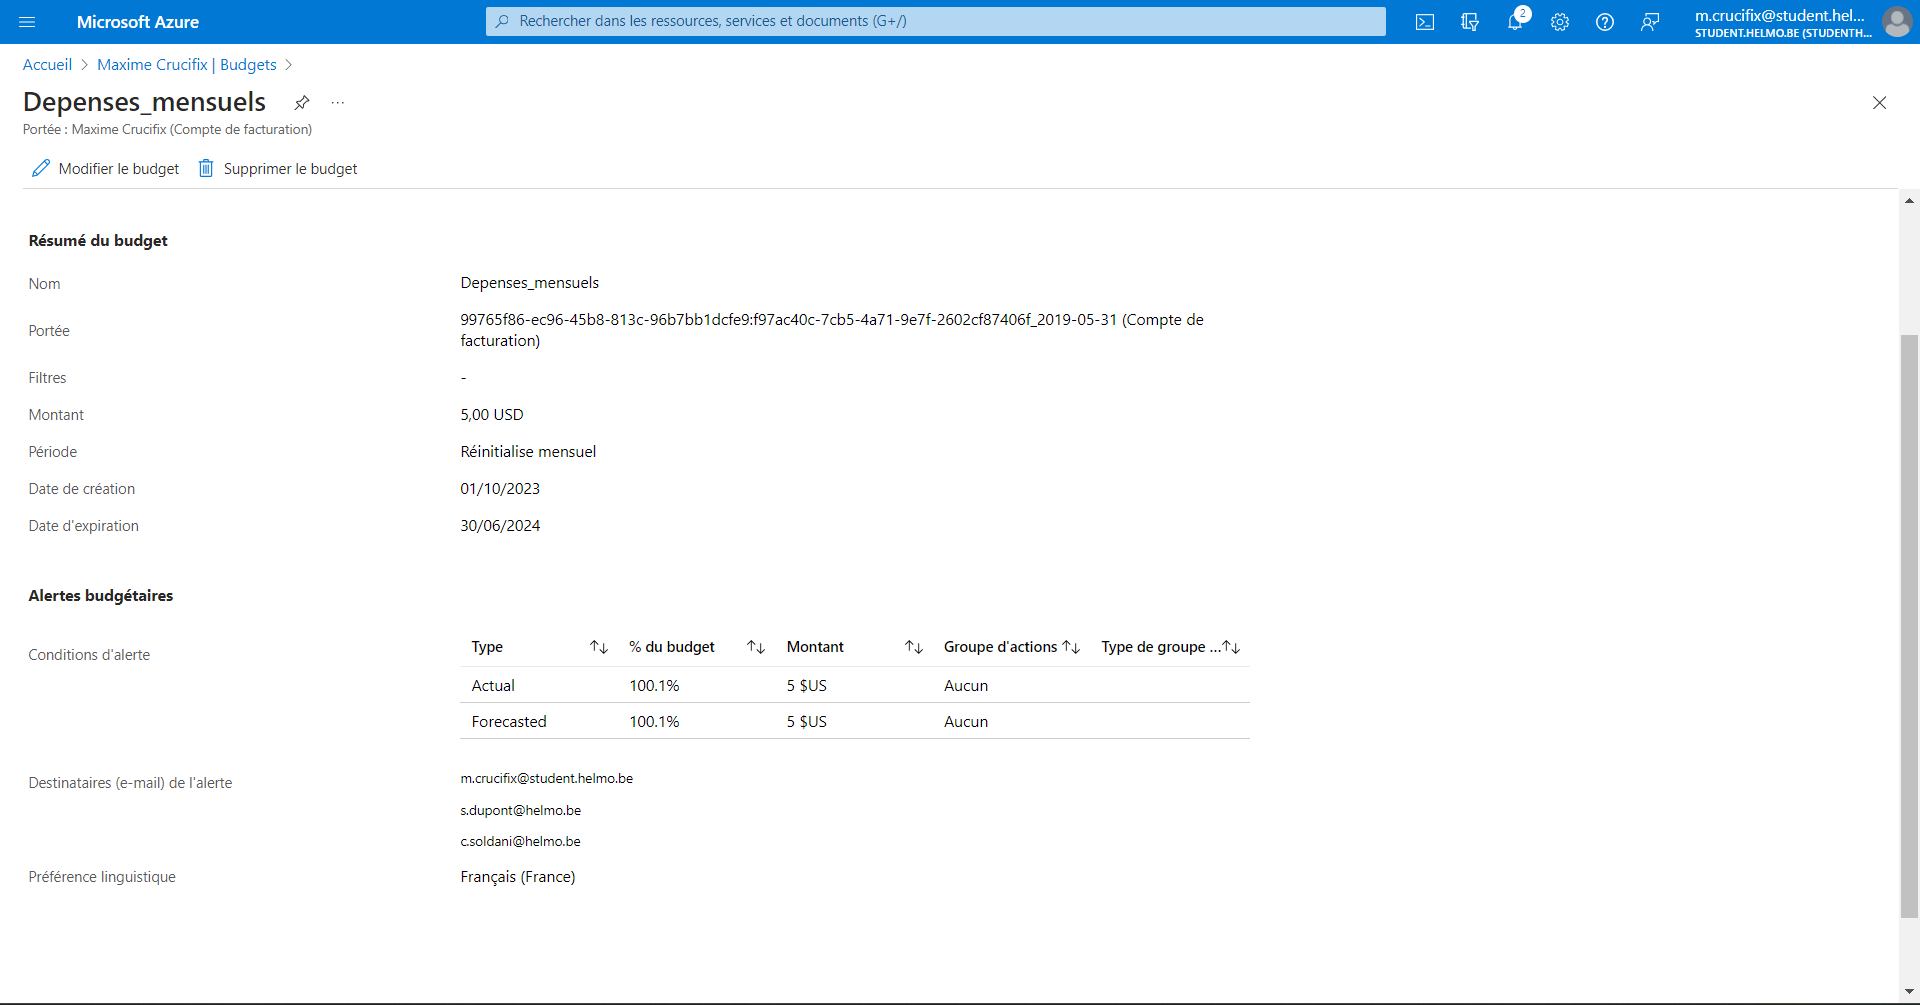 Microsoft Azure
Rechercher dans les ressources, services et documents (G+/)
2
m.crucifix@student.hel...
STUDENT.HELMO.BE (STUDENTH...
Accueil > Maxime Crucifix | Budgets >
Depenses_mensuels ...
Portée : Maxime Crucifix (Compte de facturation)
Modifier le budget Supprimer le budget
Résumé du budget
Nom Depenses_mensuels
Portée 99765f86-ec96-45b8-813c-96b7bb1dcfe9:f97ac40c-7cb5-4a71-9e7f-2602cf87406f_2019-05-31 (Compte de
facturation)
Filtres -
Montant 5,00 USD
Période Réinitialise mensuel
Date de création 01/10/2023
Date d'expiration 30/06/2024
Alertes budgétaires
Conditions d'alerte
Type % du budget Montant Groupe d'actions Type de groupe ...
Actual 100.1% 5 $US Aucun
Forecasted 100.1% 5 $US Aucun
Destinataires (e-mail) de l'alerte m.crucifix@student.helmo.be
s.dupont@helmo.be
c.soldani@helmo.be
Préférence linguistique Français (France)